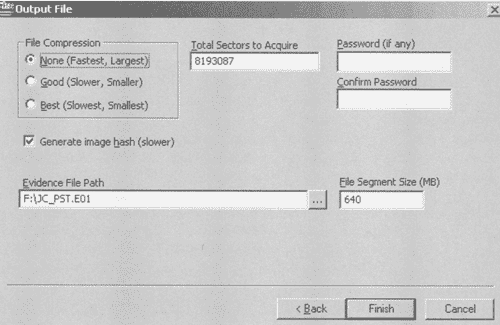 Output File
File Compression
None (Fastest, Largest)
Good (Slower, Smaller)
Best (Slowest, Smallest)
Total Sectors to Acquire
8193087
Password (if any)
Confirm Password
Generate image hash (slower)
Evidence File Path
F:\JC_PST.E01
...
File Segment Size (MB)
640
< Back
Finish
Cancel